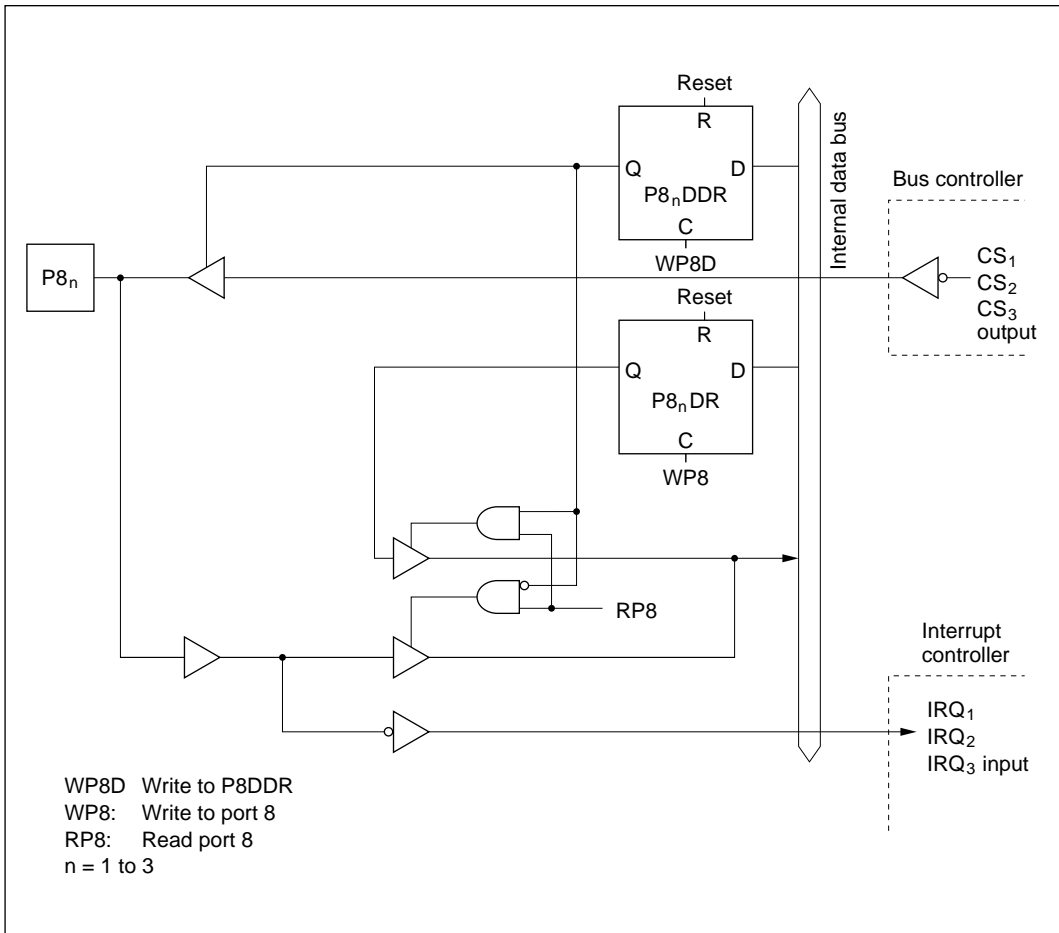 Reset
R
Q
D
P8nDDR
C
WP8D
Internal data bus
Bus controller
CS1
CS2
CS3
output
P8n
Reset
R
Q
D
P8nDR
C
WP8
RP8
Interrupt
controller
IRQ1
IRQ2
IRQ3 input
WP8D Write to P8DDR
WP8: Write to port 8
RP8: Read port 8
n = 1 to 3